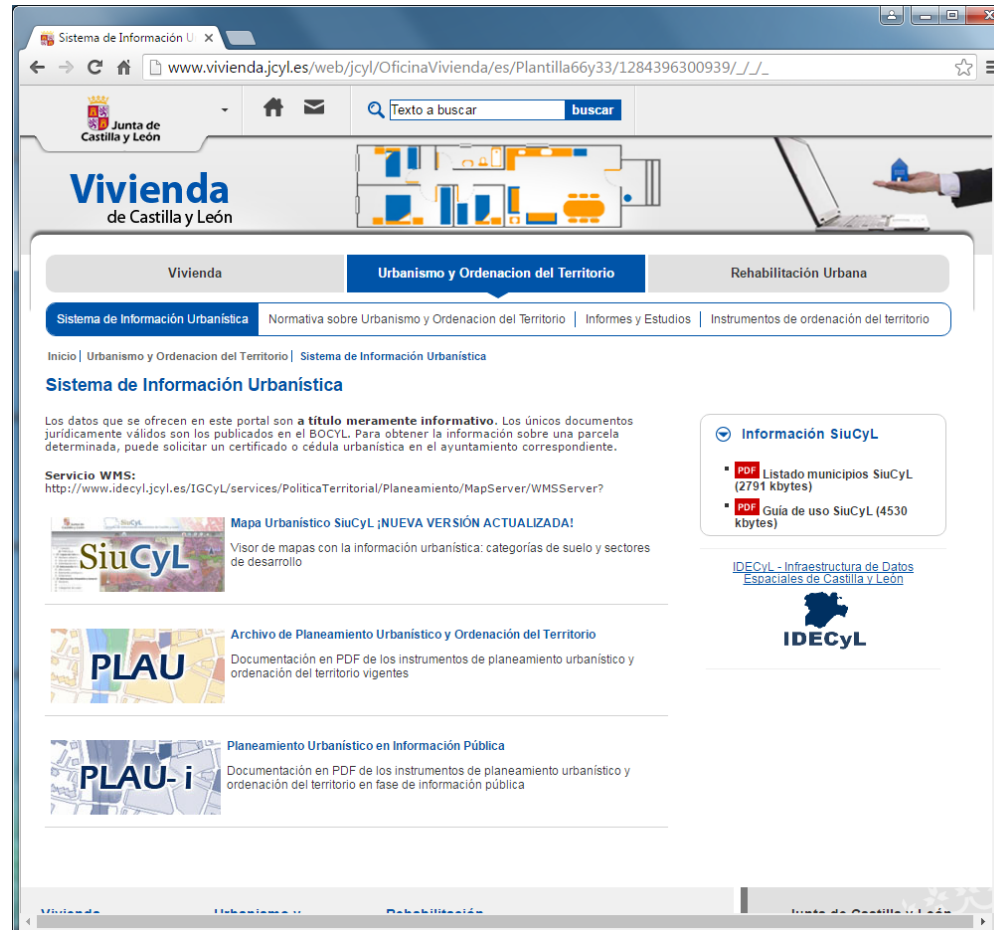 Sistema de Información U
www.vivienda.jcyl.es/web/jcyl/OficinaVivienda/es/Plantilla66y33/1284396300939/_/_/_
Junta de
Castilla y León
Texto a buscar
buscar
Vivienda
de Castilla y León
Vivienda
Urbanismo y Ordenacion del Territorio
Rehabilitación Urbana
Sistema de Información Urbanística
Normativa sobre Urbanismo y Ordenacion del Territorio
Informes y Estudios
Instrumentos de ordenación del territorio
Inicio | Urbanismo y Ordenacion del Territorio | Sistema de Información Urbanística
Sistema de Información Urbanística
Los datos que se ofrecen en este portal son a título meramente informativo. Los únicos documentos
jurídicamente válidos son los publicados en el BOCYL. Para obtener la información sobre una parcela
determinada, puede solicitar un certificado o cédula urbanística en el ayuntamiento correspondiente.
Servicio WMS:
http://www.idecyl.jcyl.es/IGCyL/services/PoliticaTerritorial/Planeamiento/MapServer/WMSServer?
SiuCyL
Mapa Urbanístico SiuCyL ¡NUEVA VERSIÓN ACTUALIZADA!
Visor de mapas con la información urbanística: categorías de suelo y sectores
de desarrollo
PLAU
Archivo de Planeamiento Urbanístico y Ordenación del Territorio
Documentación en PDF de los instrumentos de planeamiento urbanístico y
ordenación del territorio vigentes
PLAU-i
Planeamiento Urbanístico en Información Pública
Documentación en PDF de los instrumentos de planeamiento urbanístico y
ordenación del territorio en fase de información pública
Información SiuCyL
PDF Listado municipios SiuCyL
(2791 kbytes)
PDF Guía de uso SiuCyL (4530
kbytes)
IDECyL - Infraestructura de Datos
Espaciales de Castilla y León
IDECyL
Vivienda
Urbanismo y
Rehabilitación
Junta de Castilla y León